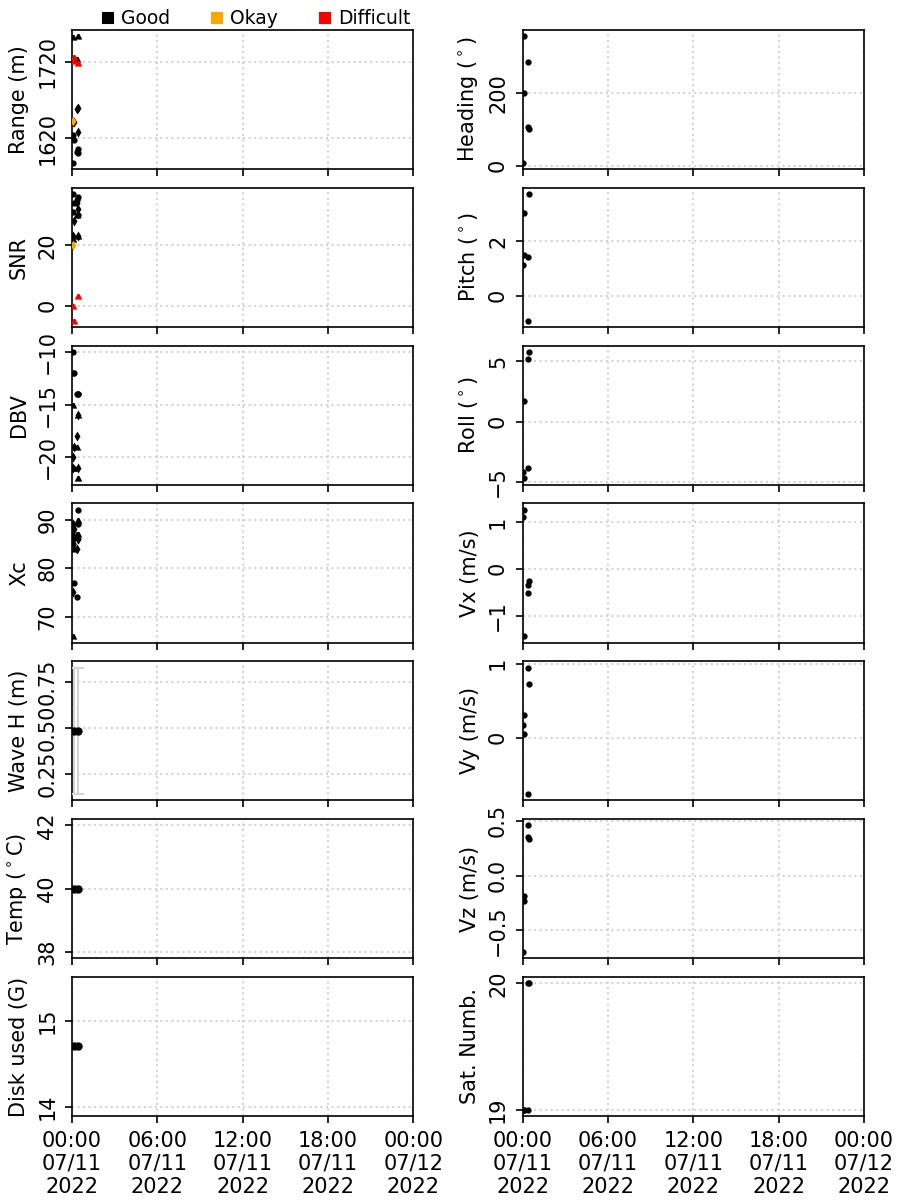 Good Okay Difficult
Range (m)
1720
1620
Heading (°)
200
0
SNR
20
0
Pitch (°)
2
0
DBV
−10
−15
−20
Roll (°)
5
0
−5
Xc
90
80
70
Vx (m/s)
1
0
−1
Wave H (m)
0.75
0.50
0.25
Vy (m/s)
1
0
Temp (°C)
42
40
38
Vz (m/s)
0.5
0.0
−0.5
Disk used (G)
15
14
Sat. Numb.
20
19
00:00 06:00 12:00 18:00 00:00 00:00 06:00 12:00 18:00 00:00
07/11 07/11 07/11 07/11 07/12 07/11 07/11 07/11 07/11 07/12
2022 2022 2022 2022 2022 2022 2022 2022 2022 2022